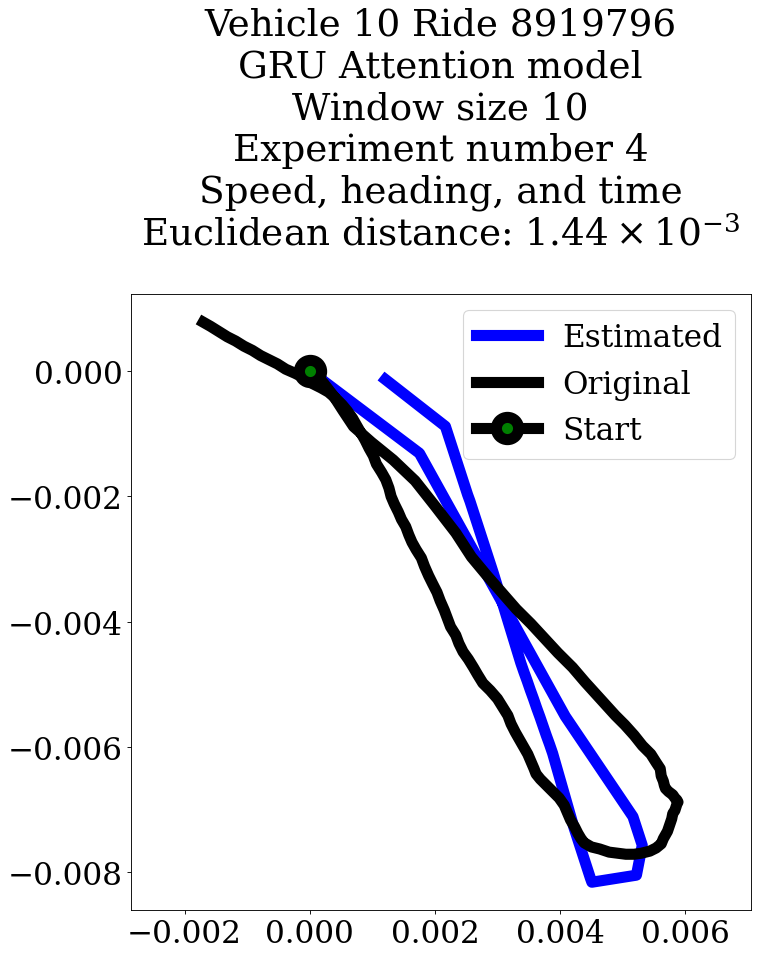 Vehicle 10 Ride 8919796
GRU Attention model
Window size 10
Experiment number 4
Speed, heading, and time
Euclidean distance: 1.44 × 10⁻³
Estimated
Original
Start
0.000
−0.002
−0.004
−0.006
−0.008
−0.002 0.000 0.002 0.004 0.006